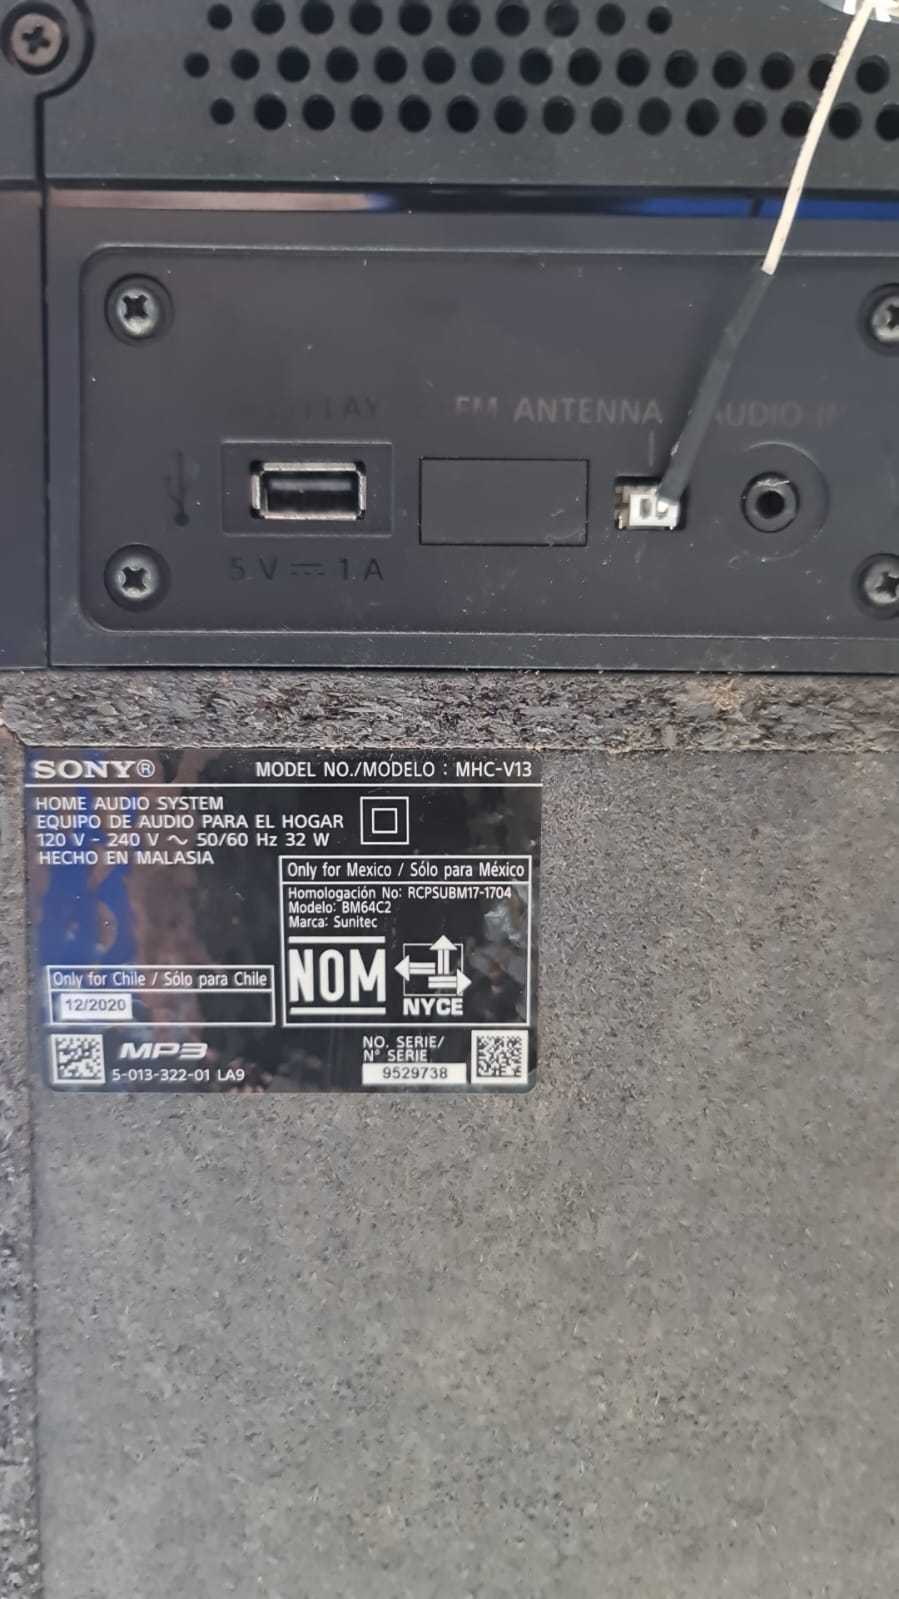 FM ANTENNA
AUDIO IN
5 V ⎓ 1 A
SONY®
MODEL NO./MODELO : MHC-V13
HOME AUDIO SYSTEM
EQUIPO DE AUDIO PARA EL HOGAR
120 V - 240 V ~ 50/60 Hz 32 W
HECHO EN MALASIA
Only for Mexico / Sólo para México
Homologación No: RCPSUBM17-1704
Modelo: BM64C2
Marca: Sunitec
NOM
NYCE
Only for Chile / Sólo para Chile
12/2020
MP3
5-013-322-01 LA9
NO. SERIE/
N° SERIE
9529738